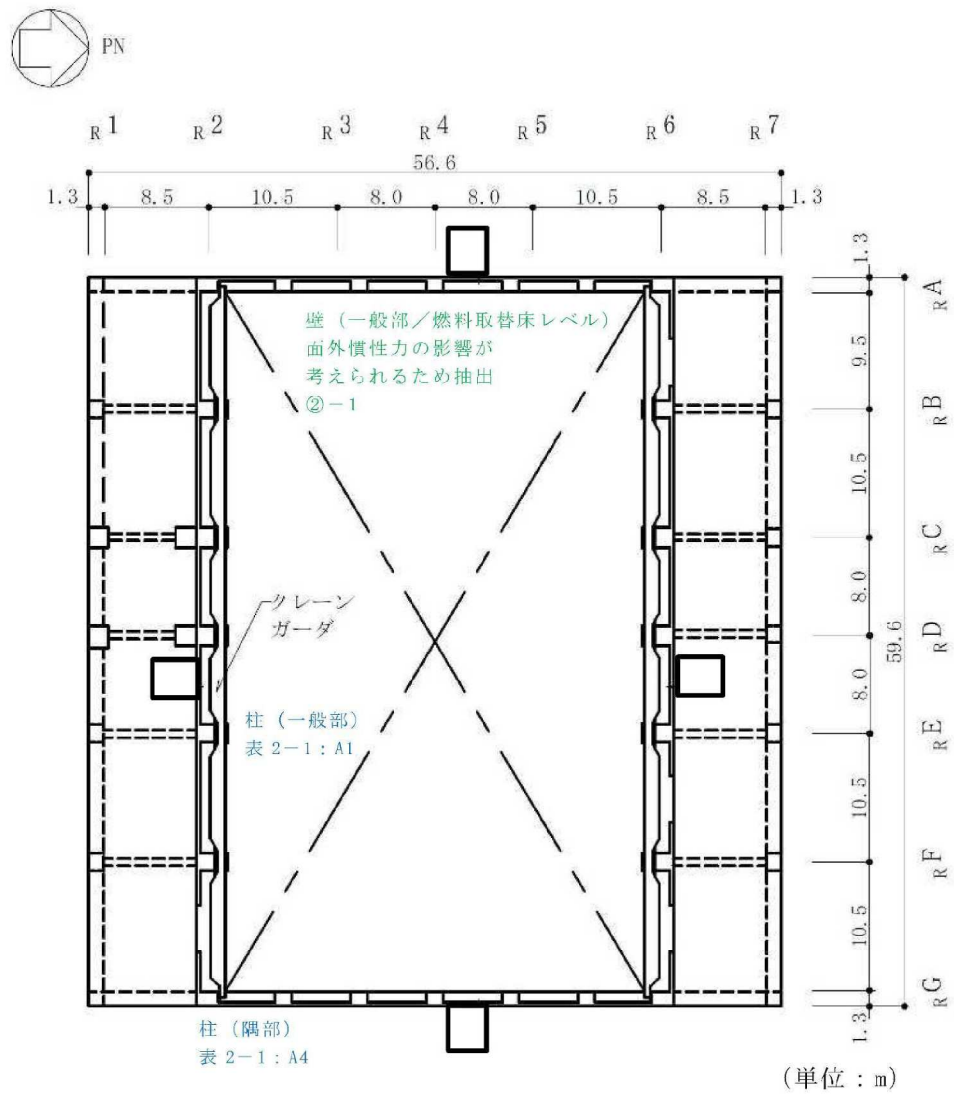 PN
R1 R2 R3 R4 R5 R6 R7
56.6
1.3 8.5 10.5 8.0 8.0 10.5 8.5 1.3
1.3
RA
9.5
RB
10.5
RC
8.0
RD
59.6
8.0
RE
10.5
RF
10.5
RG
1.3
壁（一般部／燃料取替床レベル）
面外慣性力の影響が
考えられるため抽出
②－1
クレーン
ガーダ
柱（一般部）
表 2－1：A1
柱（隅部）
表 2－1：A4
（単位：m）